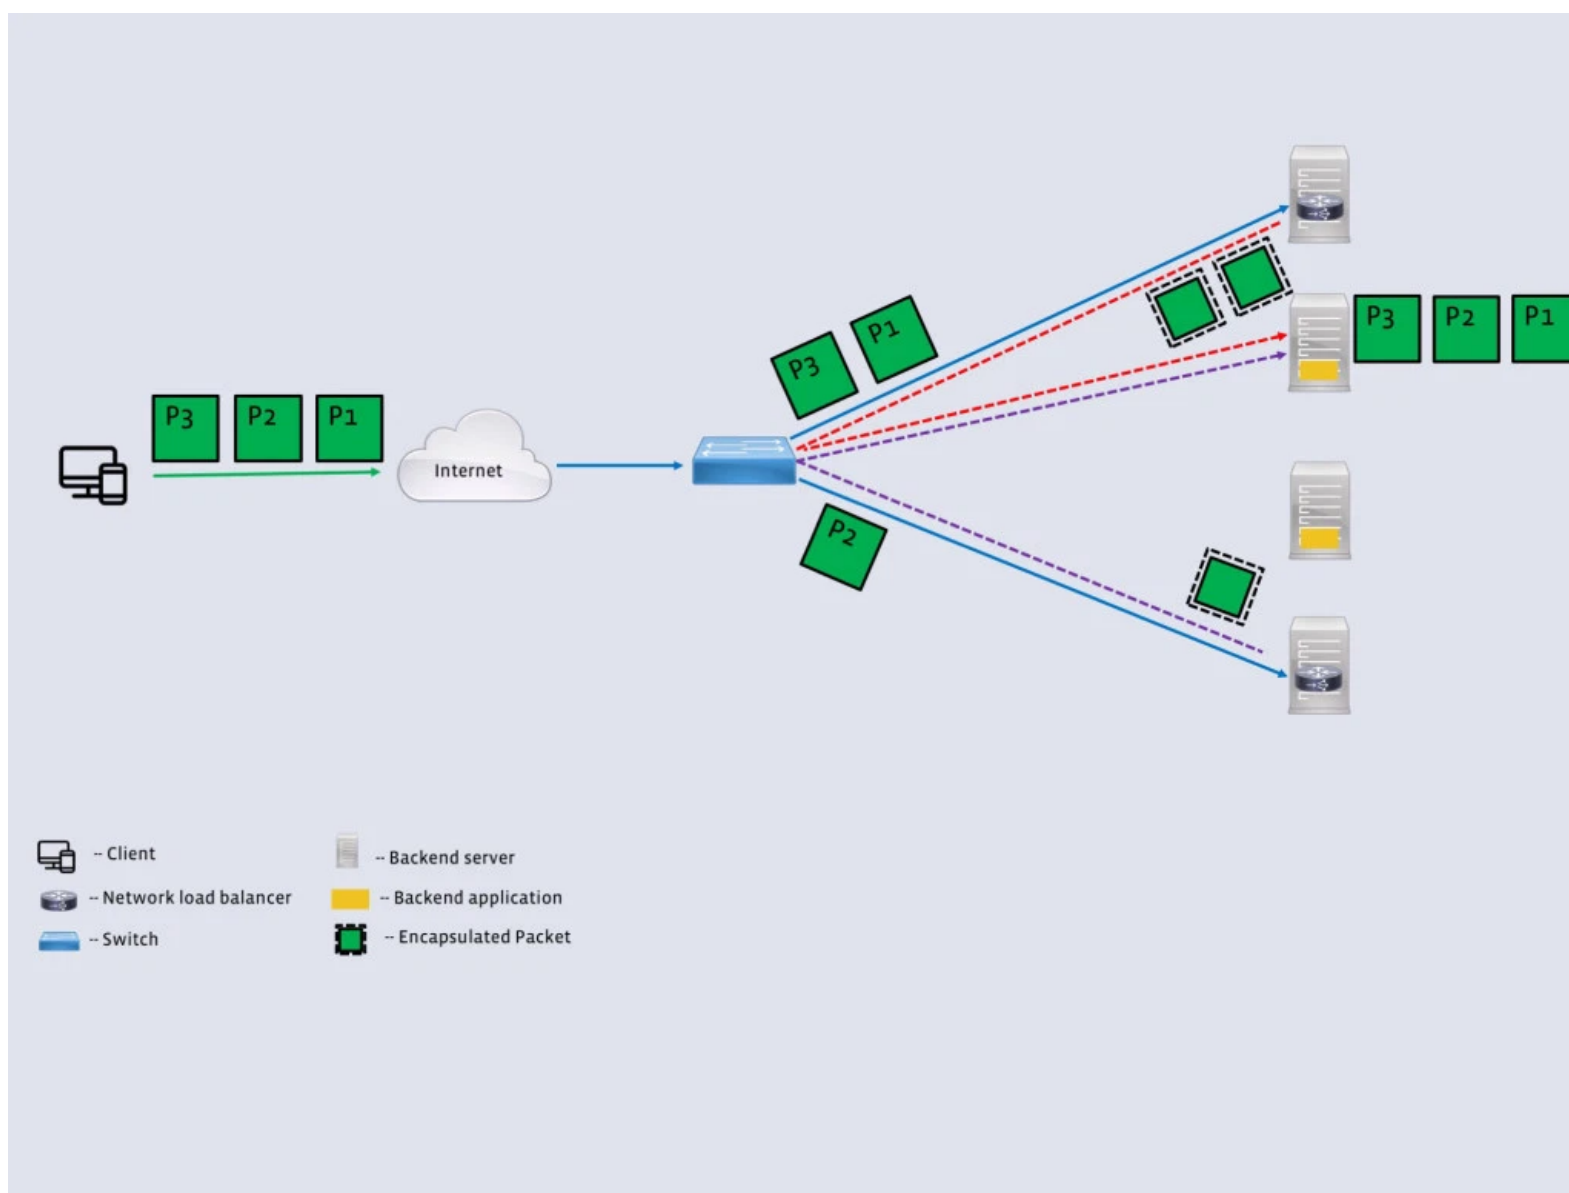 P3 P2 P1
Internet
P3 P1
P2
P3 P2 P1
-- Client
-- Network load balancer
-- Switch
-- Backend server
-- Backend application
-- Encapsulated Packet